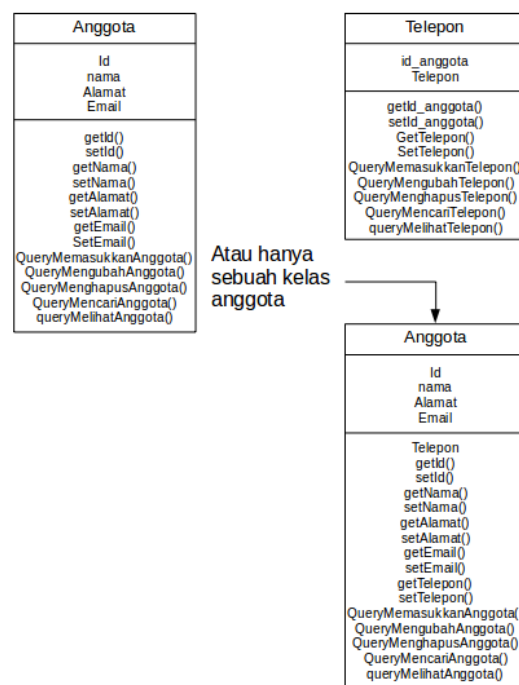 Anggota
Id
nama
Alamat
Email
getId()
setId()
getNama()
setNama()
getAlamat()
setAlamat()
getEmail()
SetEmail()
QueryMemasukkanAnggota()
QueryMengubahAnggota()
QueryMenghapusAnggota()
QueryMencariAnggota()
queryMelihatAnggota()
Telepon
id_anggota
Telepon
getId_anggota()
setId_anggota()
GetTelepon()
SetTelepon()
QueryMemasukkanTelepon()
QueryMengubahTelepon()
QueryMenghapusTelepon()
QueryMencariTelepon()
queryMelihatTelepon()
Atau hanya
sebuah kelas
anggota
Anggota
Id
nama
Alamat
Email
Telepon
getId()
setId()
getNama()
setNama()
getAlamat()
setAlamat()
getEmail()
setEmail()
getTelepon()
setTelepon()
QueryMemasukkanAnggota(
QueryMengubahAnggota()
QueryMenghapusAnggota()
QueryMencariAnggota()
queryMelihatAnggota()